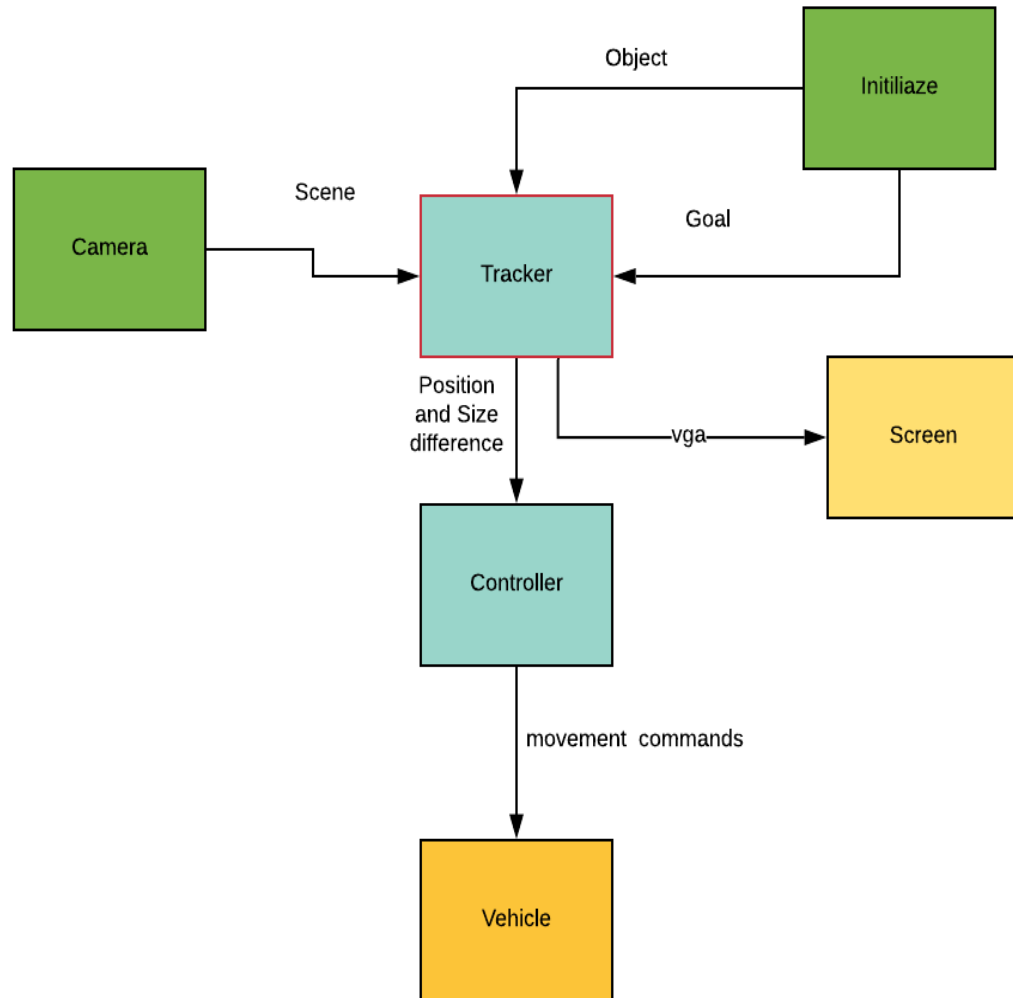 Object
Initiliaze
Scene
Camera
Goal
Tracker
Position
and Size
difference
vga
Screen
Controller
movement commands
Vehicle